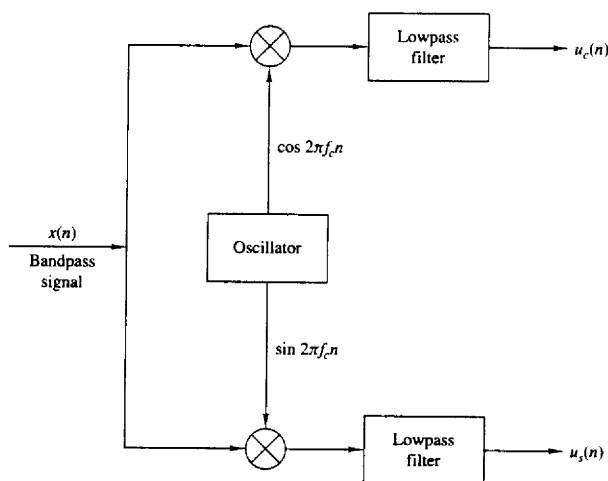 Lowpass
filter
u_c(n)
cos 2πf_cn
x(n)
Bandpass
signal
Oscillator
sin 2πf_cn
Lowpass
filter
u_s(n)